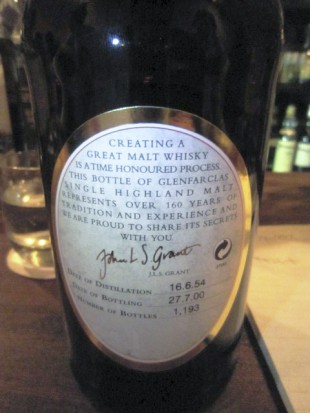 CREATING A
GREAT MALT WHISKY
IS A TIME HONOURED PROCESS.
THIS BOTTLE OF GLENFARCLAS
SINGLE HIGHLAND MALT
REPRESENTS OVER 160 YEARS OF
TRADITION AND EXPERIENCE AND
WE ARE PROUD TO SHARE ITS SECRETS
WITH YOU
John L S Grant
J.L.S. GRANT
DATE OF DISTILLATION 16.6.54
DATE OF BOTTLING 27.7.00
NUMBER OF BOTTLES 1,193